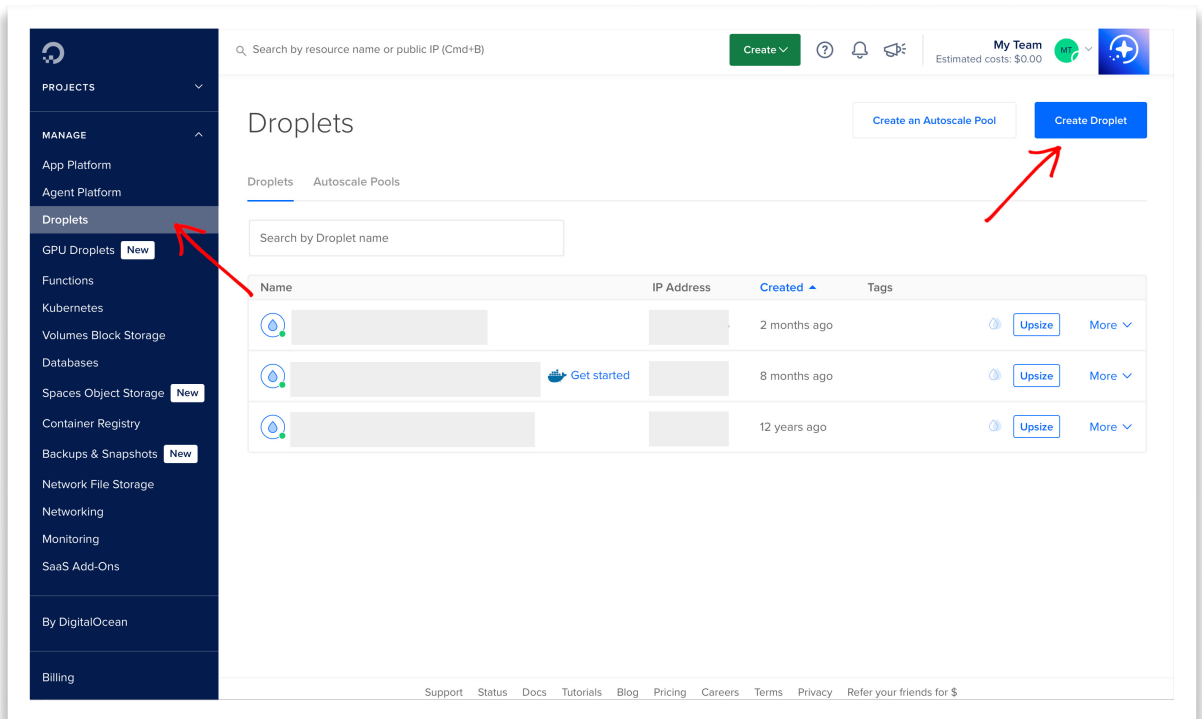 Search by resource name or public IP (Cmd+B)
Create
My Team
Estimated costs: $0.00
MT
PROJECTS
MANAGE
App Platform
Agent Platform
Droplets
GPU Droplets New
Functions
Kubernetes
Volumes Block Storage
Databases
Spaces Object Storage New
Container Registry
Backups & Snapshots New
Network File Storage
Networking
Monitoring
SaaS Add-Ons
By DigitalOcean
Billing
Droplets
Create an Autoscale Pool
Create Droplet
Droplets Autoscale Pools
Search by Droplet name
Name IP Address Created Tags
2 months ago Upsize More
Get started 8 months ago Upsize More
12 years ago Upsize More
Support Status Docs Tutorials Blog Pricing Careers Terms Privacy Refer your friends for $